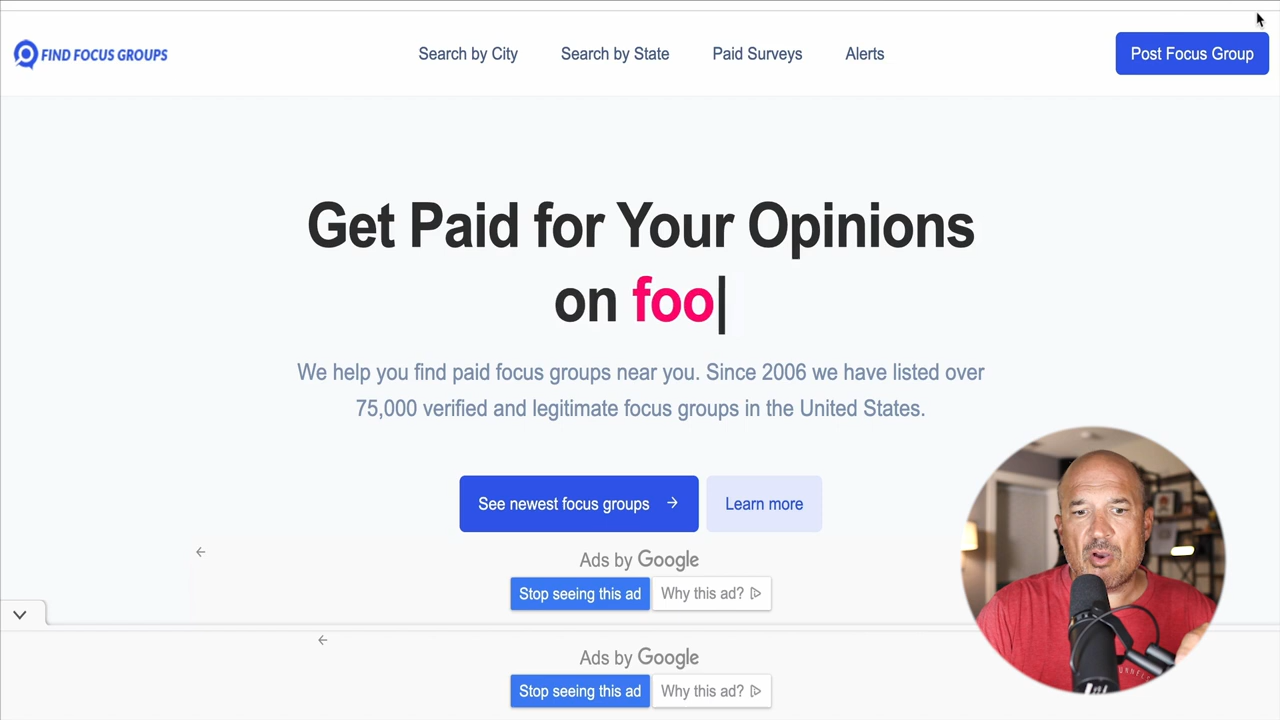 FIND FOCUS GROUPS
Search by City
Search by State
Paid Surveys
Alerts
Post Focus Group
Get Paid for Your Opinions
on foo
We help you find paid focus groups near you. Since 2006 we have listed over
75,000 verified and legitimate focus groups in the United States.
See newest focus groups →
Learn more
Ads by Google
Stop seeing this ad
Why this ad?
Ads by Google
Stop seeing this ad
Why this ad?